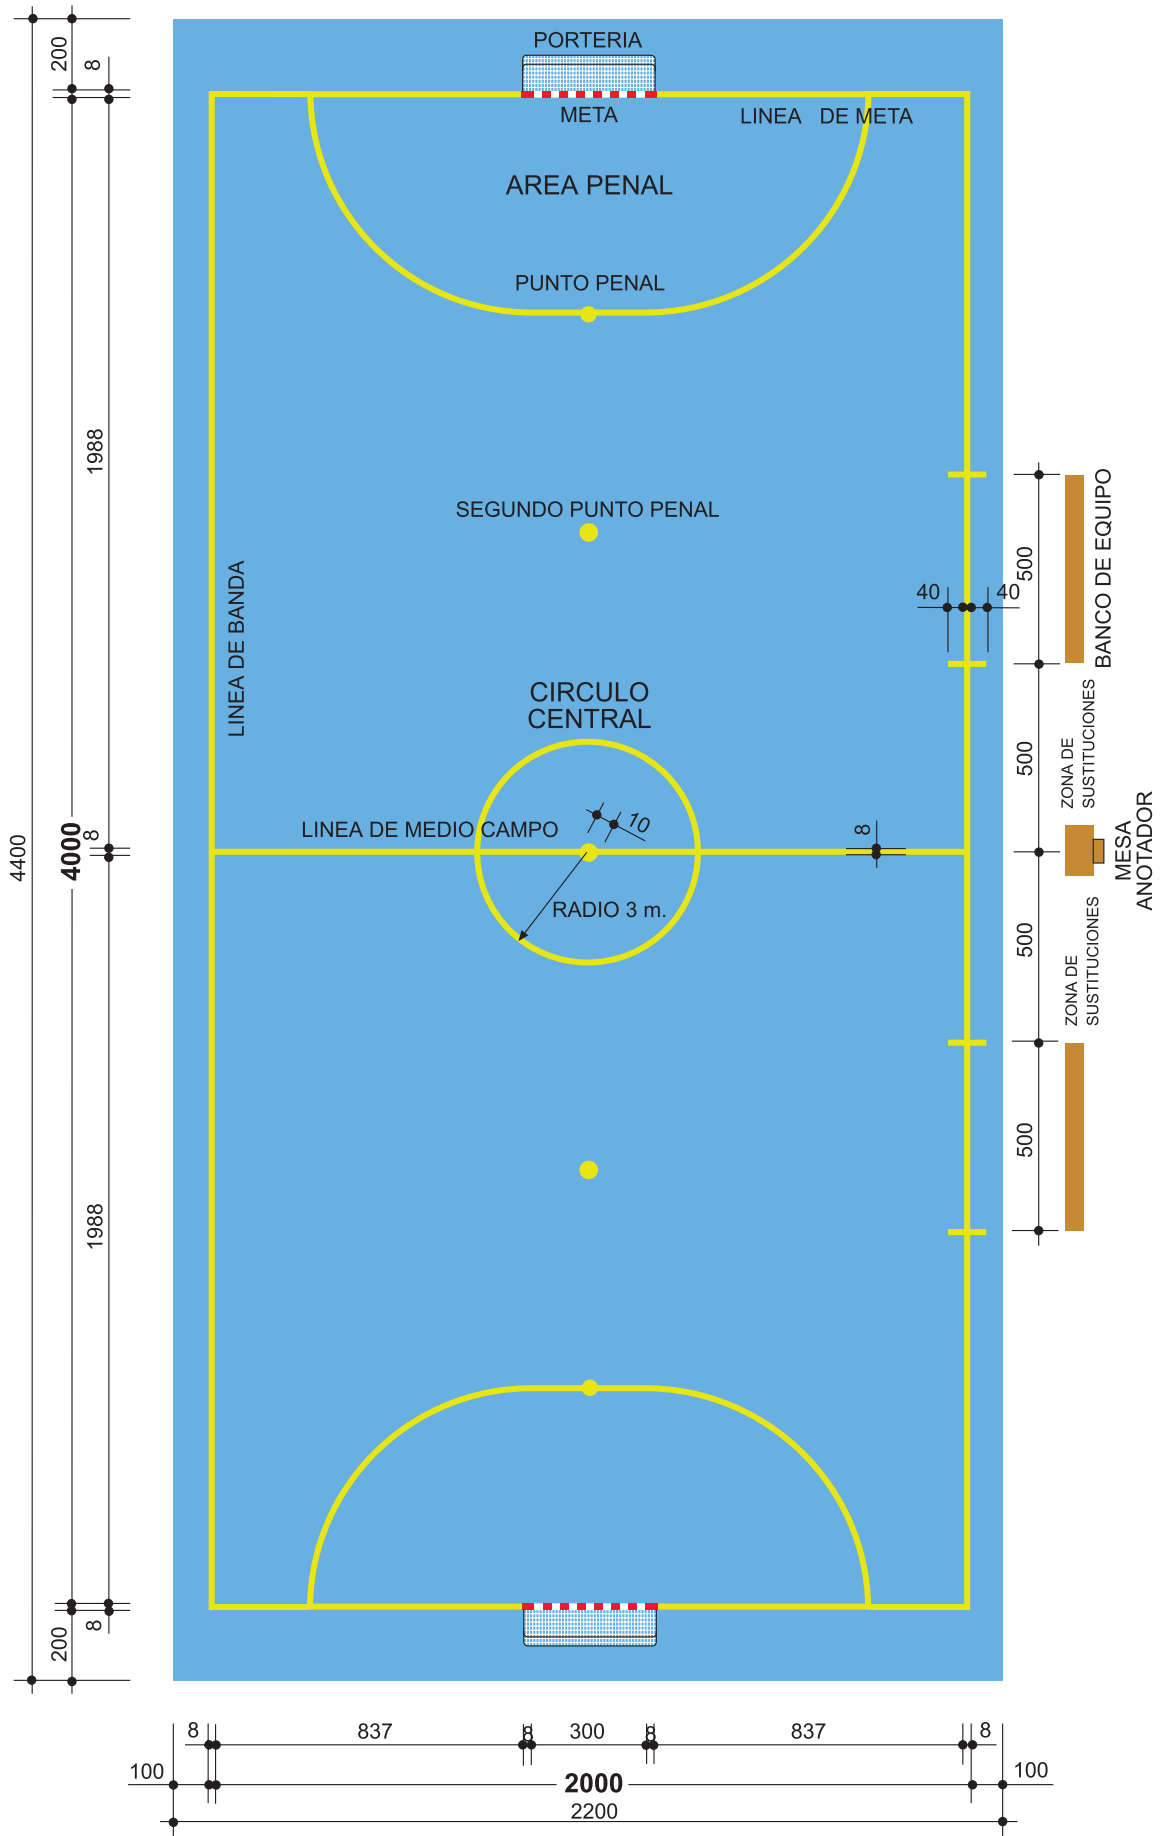 PORTERIA
META
LINEA DE META
AREA PENAL
PUNTO PENAL
SEGUNDO PUNTO PENAL
LINEA DE BANDA
CIRCULO
CENTRAL
LINEA DE MEDIO CAMPO
10
8
RADIO 3 m.
200
8
1988
4400
4000
8
1988
8
200
500
40
40
BANCO DE EQUIPO
500
ZONA DE
SUSTITUCIONES
MESA
ANOTADOR
500
ZONA DE
SUSTITUCIONES
500
8
837
8
300
8
837
8
100
2000
100
2200